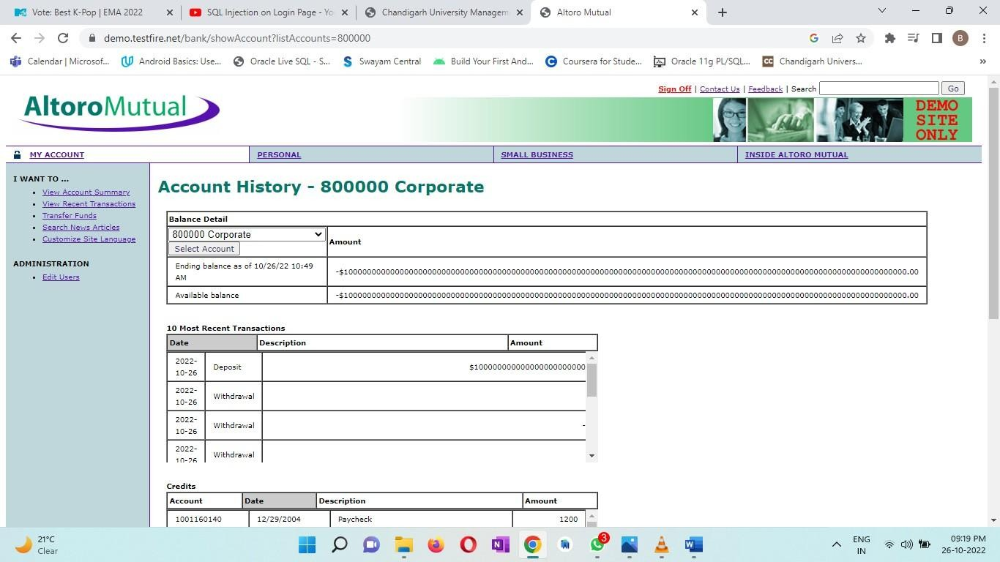 Vote: Best K-Pop | EMA 2022
SQL Injection on Login Page - Yo
Chandigarh University Managem
Altoro Mutual
demo.testfire.net/bank/showAccount?listAccounts=800000
B
Calendar | Microsof...
Android Basics: Use...
Oracle Live SQL - S...
Swayam Central
Build Your First And...
Coursera for Stude...
Oracle 11g PL/SQL...
CC
Chandigarh Univers...
Sign Off | Contact Us | Feedback | Search
Go
AltoroMutual
DEMO
SITE
ONLY
MY ACCOUNT
PERSONAL
SMALL BUSINESS
INSIDE ALTORO MUTUAL
I WANT TO ...
View Account Summary
View Recent Transactions
Transfer Funds
Search News Articles
Customize Site Language
ADMINISTRATION
Edit Users
Account History - 800000 Corporate
Balance Detail
800000 Corporate
Select Account
Amount
Ending balance as of 10/26/22 10:49
AM
Available balance
10 Most Recent Transactions
Date Description Amount
2022-
10-26
Deposit
2022-
10-26
Withdrawal
2022-
10-26
Withdrawal
-
2022-
10-26
Withdrawal
Credits
Account Date Description Amount
1001160140 12/29/2004 Paycheck 1200
21°C
Clear
3
ENG
IN
09:19 PM
26-10-2022